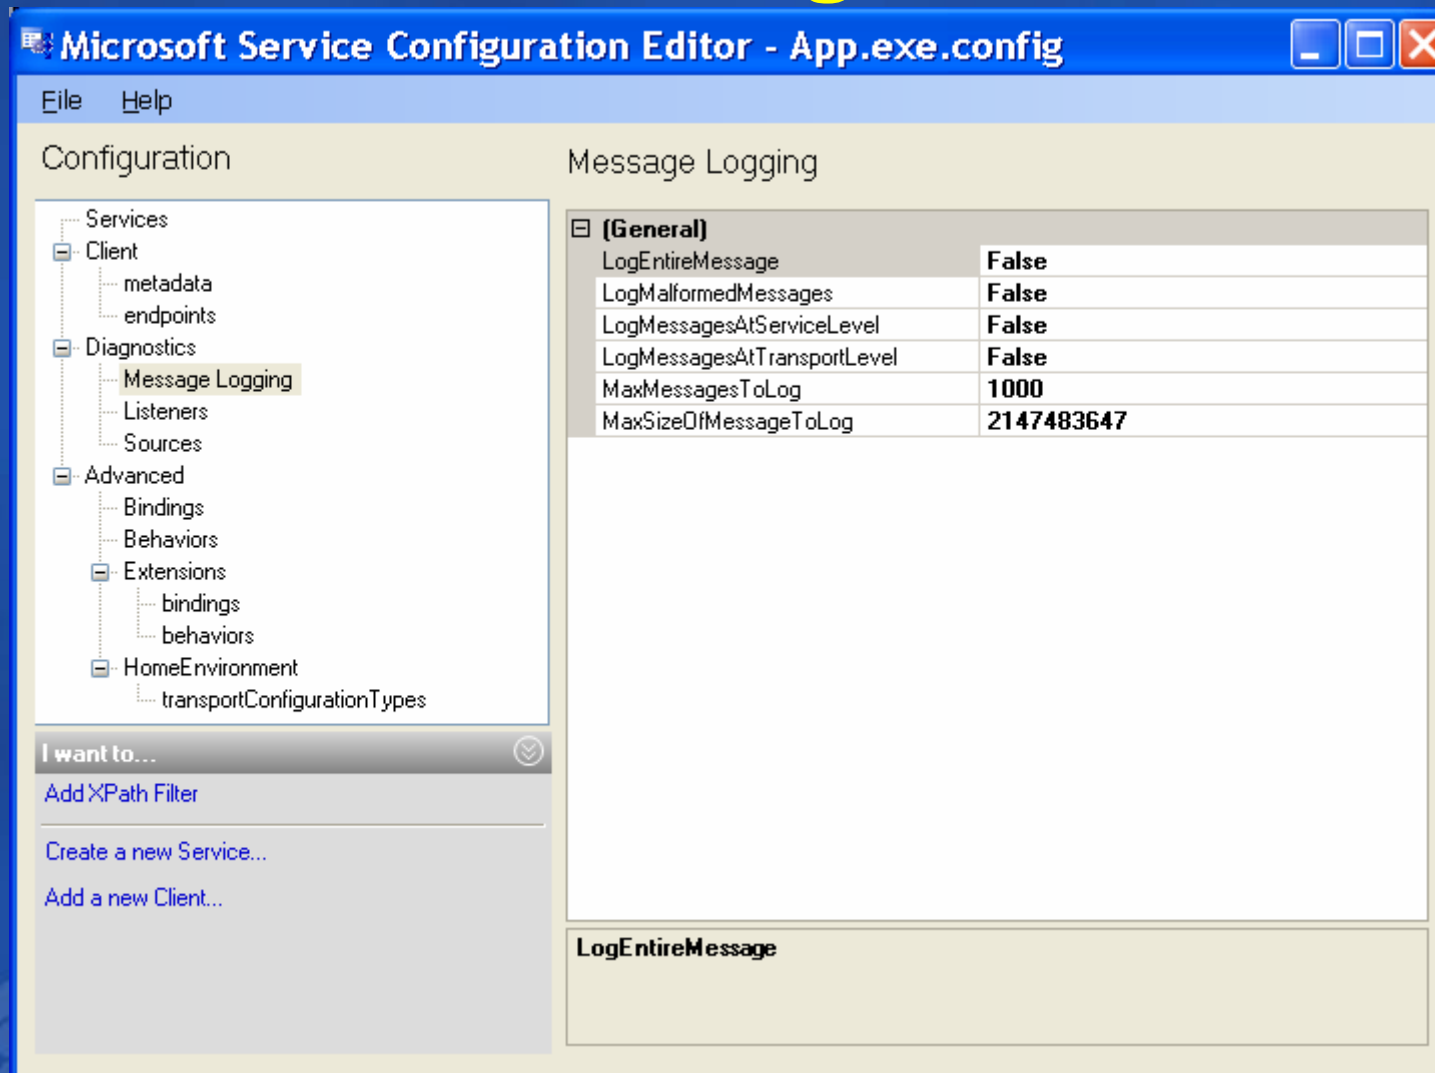 Microsoft Service Configuration Editor - App.exe.config
File Help
Configuration
Services
Client
metadata
endpoints
Diagnostics
Message Logging
Listeners
Sources
Advanced
Bindings
Behaviors
Extensions
bindings
behaviors
HomeEnvironment
transportConfigurationTypes
I want to...
Add XPath Filter
Create a new Service...
Add a new Client...
Message Logging
(General)
LogEntireMessage False
LogMalformedMessages False
LogMessagesAtServiceLevel False
LogMessagesAtTransportLevel False
MaxMessagesToLog 1000
MaxSizeOfMessageToLog 2147483647
LogEntireMessage